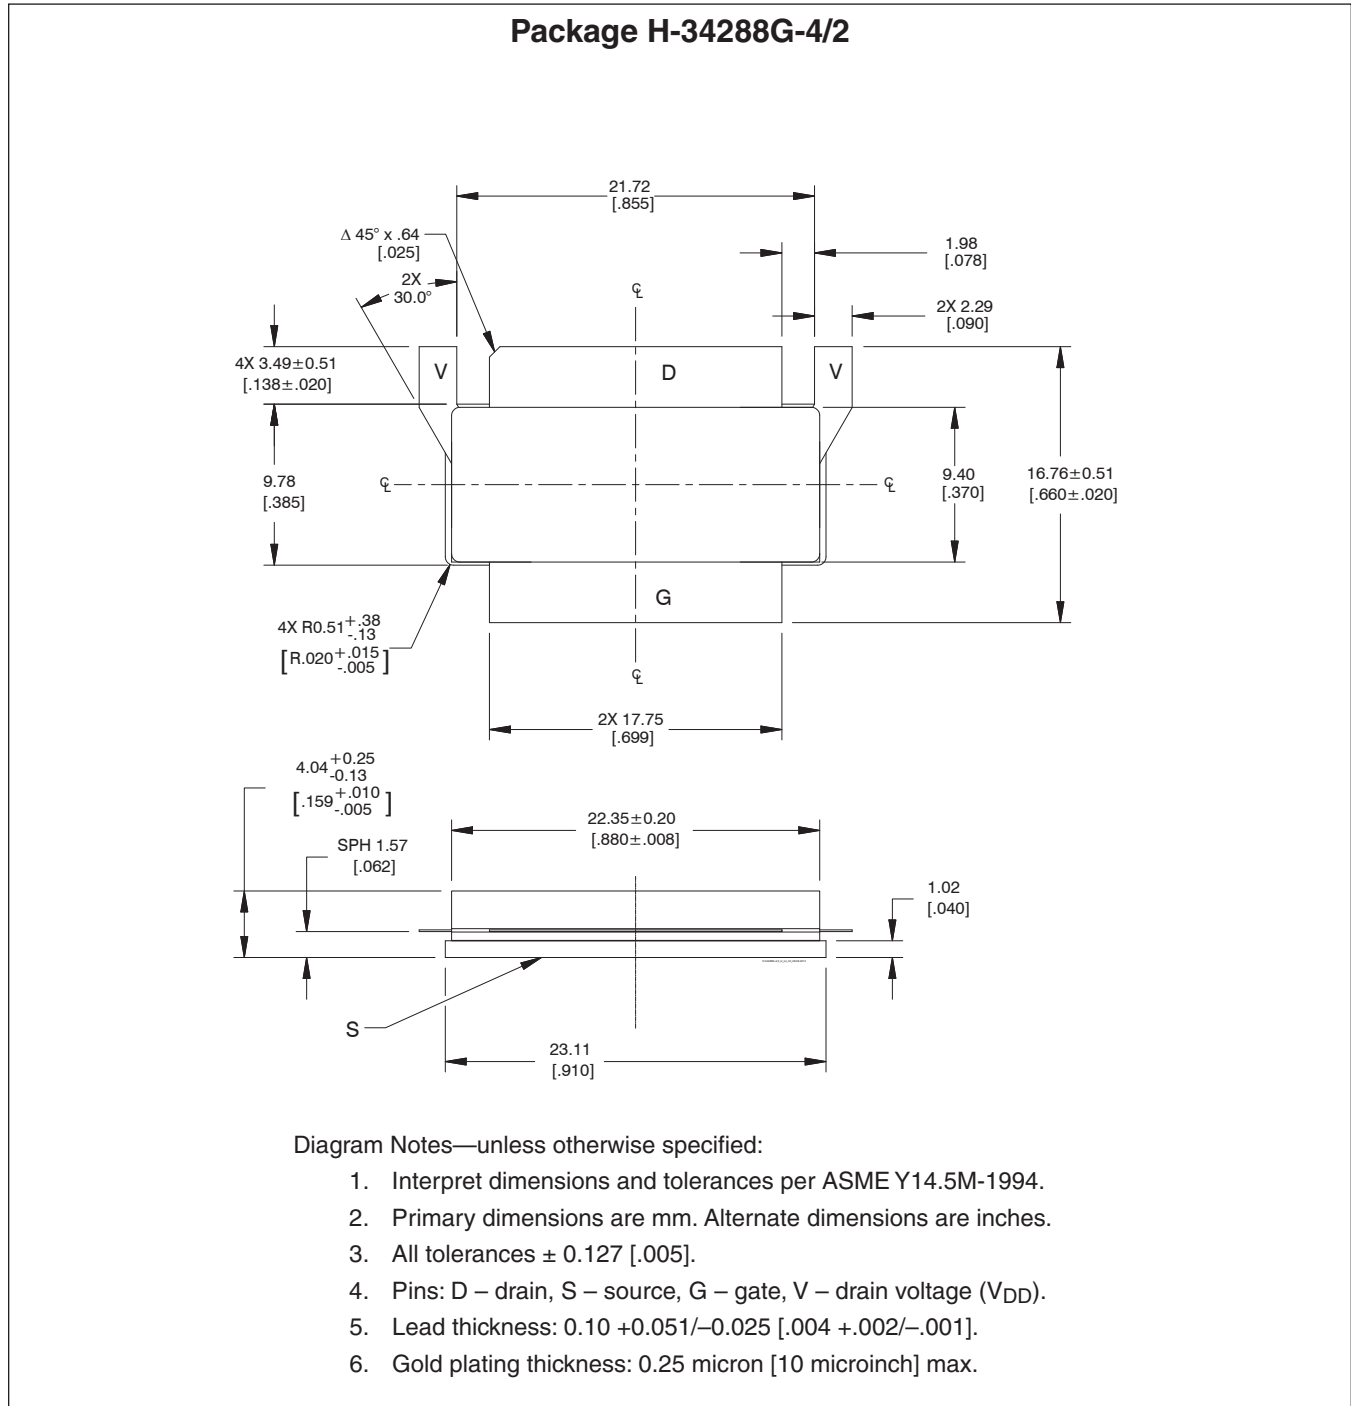 Package H-34288G-4/2
21.72
[.855]
Δ 45° x .64
[.025]
1.98
[.078]
2X
30.0°
℄
2X 2.29
[.090]
4X 3.49±0.51
[.138±.020]
V
D
V
9.78
[.385]
℄
℄
9.40
[.370]
16.76±0.51
[.660±.020]
G
4X R0.51+.38
-.13
[R.020+.015
-.005]
℄
2X 17.75
[.699]
4.04+0.25
-0.13
[.159+.010
-.005]
22.35±0.20
[.880±.008]
SPH 1.57
[.062]
1.02
[.040]
S
23.11
[.910]
Diagram Notes—unless otherwise specified:
1. Interpret dimensions and tolerances per ASME Y14.5M-1994.
2. Primary dimensions are mm. Alternate dimensions are inches.
3. All tolerances ± 0.127 [.005].
4. Pins: D – drain, S – source, G – gate, V – drain voltage (VDD).
5. Lead thickness: 0.10 +0.051/–0.025 [.004 +.002/–.001].
6. Gold plating thickness: 0.25 micron [10 microinch] max.